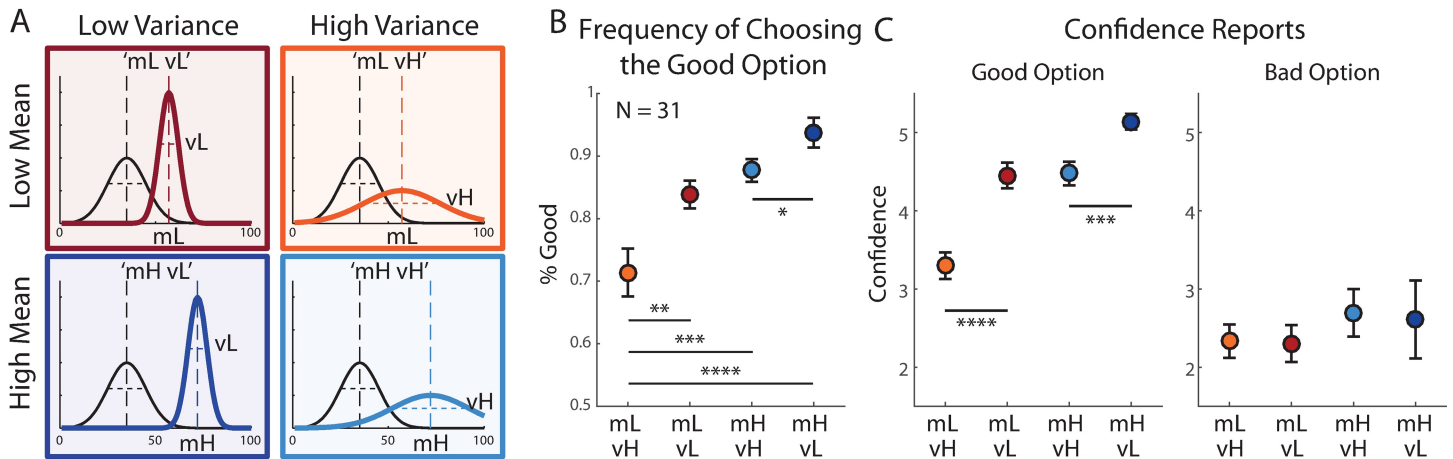 A
Low Variance
High Variance
Low Mean
High Mean
'mL vL'
vL
0
mL
100
'mL vH'
vH
0
mL
100
'mH vL'
vL
0
50
mH
100
'mH vH'
vH
0
50
mH
100
B
Frequency of Choosing
the Good Option
N = 31
% Good
1
0.9
0.8
0.7
0.6
0.5
*
**
***
****
mL
vH
mL
vL
mH
vH
mH
vL
C
Confidence Reports
Good Option
Confidence
5
4
3
2
***
****
mL
vH
mL
vL
mH
vH
mH
vL
Bad Option
5
4
3
2
mL
vH
mL
vL
mH
vH
mH
vL